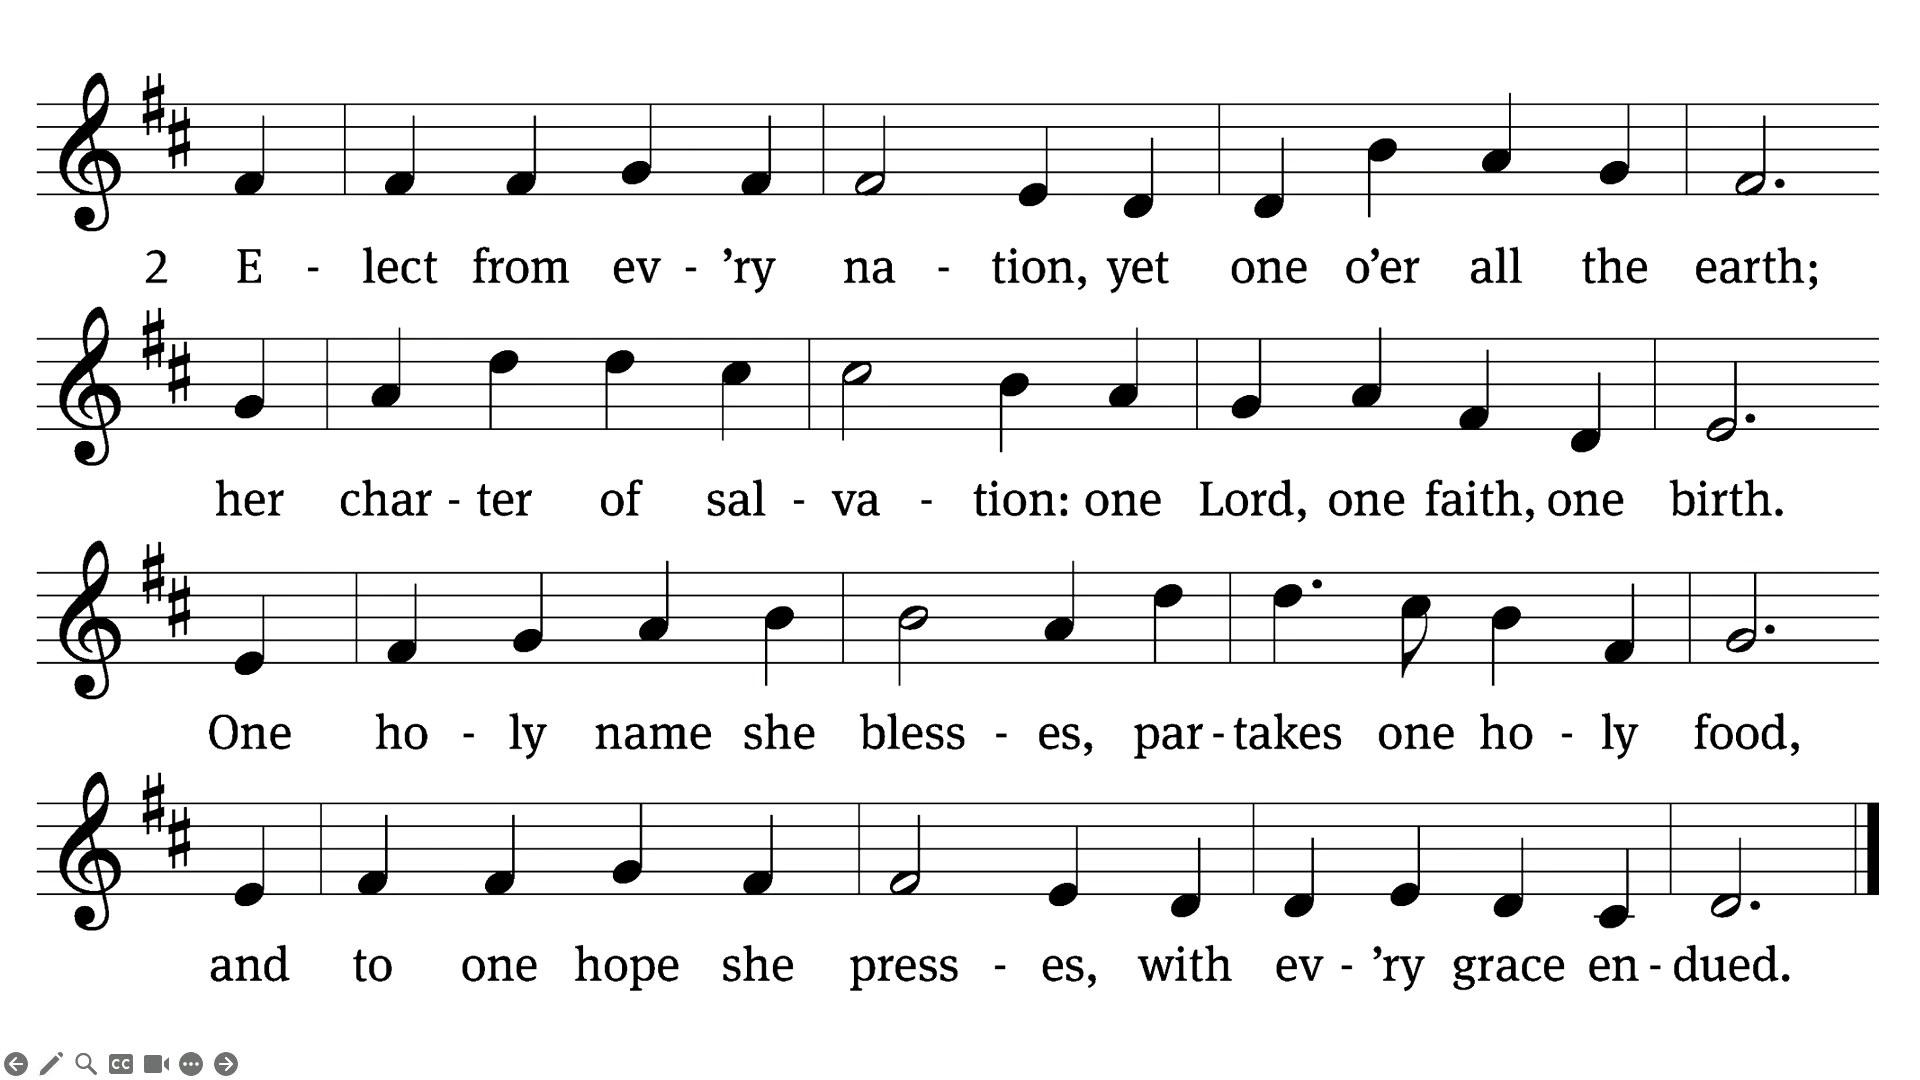 2 E - lect from ev - ’ry na - tion, yet one o’er all the earth;
her char - ter of sal - va - tion: one Lord, one faith, one birth.
One ho - ly name she bless - es, par - takes one ho - ly food,
and to one hope she press - es, with ev - ’ry grace en - dued.
CC